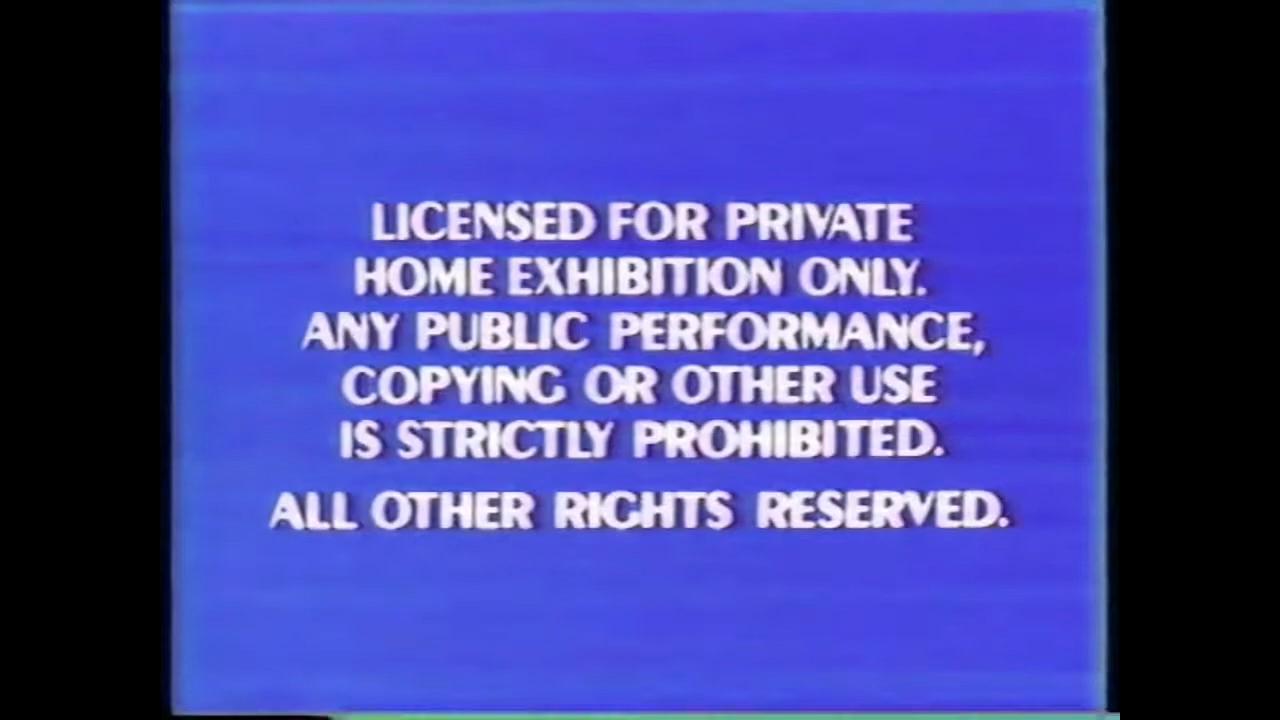 LICENSED FOR PRIVATE
HOME EXHIBITION ONLY.
ANY PUBLIC PERFORMANCE,
COPYING OR OTHER USE
IS STRICTLY PROHIBITED.
ALL OTHER RIGHTS RESERVED.